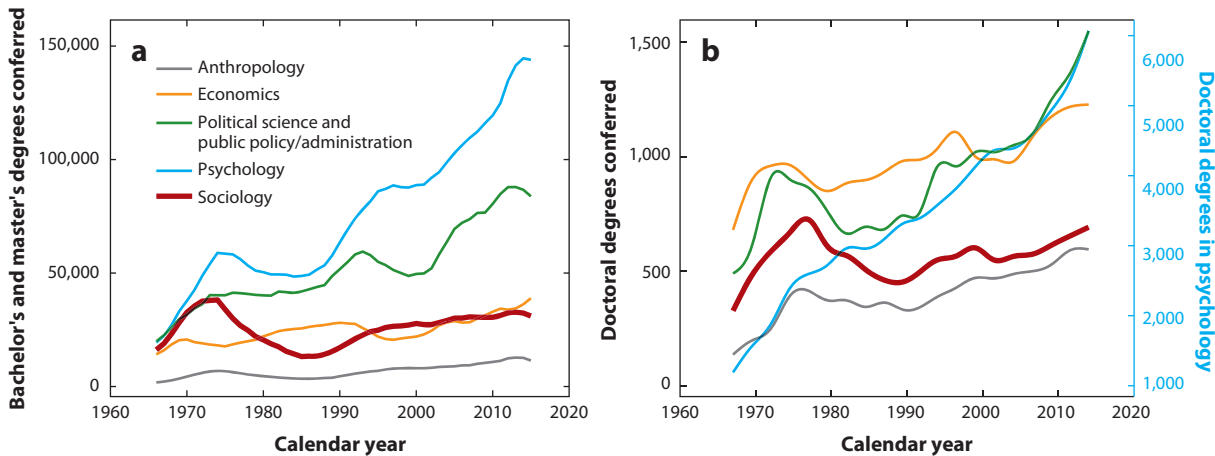 a
Bachelor's and master's degrees conferred
150,000
100,000
50,000
0
Anthropology
Economics
Political science and
public policy/administration
Psychology
Sociology
1960
1970
1980
1990
2000
2010
2020
Calendar year
b
Doctoral degrees conferred
1,500
1,000
500
0
6,000
5,000
4,000
3,000
2,000
1,000
Doctoral degrees in psychology
1960
1970
1980
1990
2000
2010
2020
Calendar year